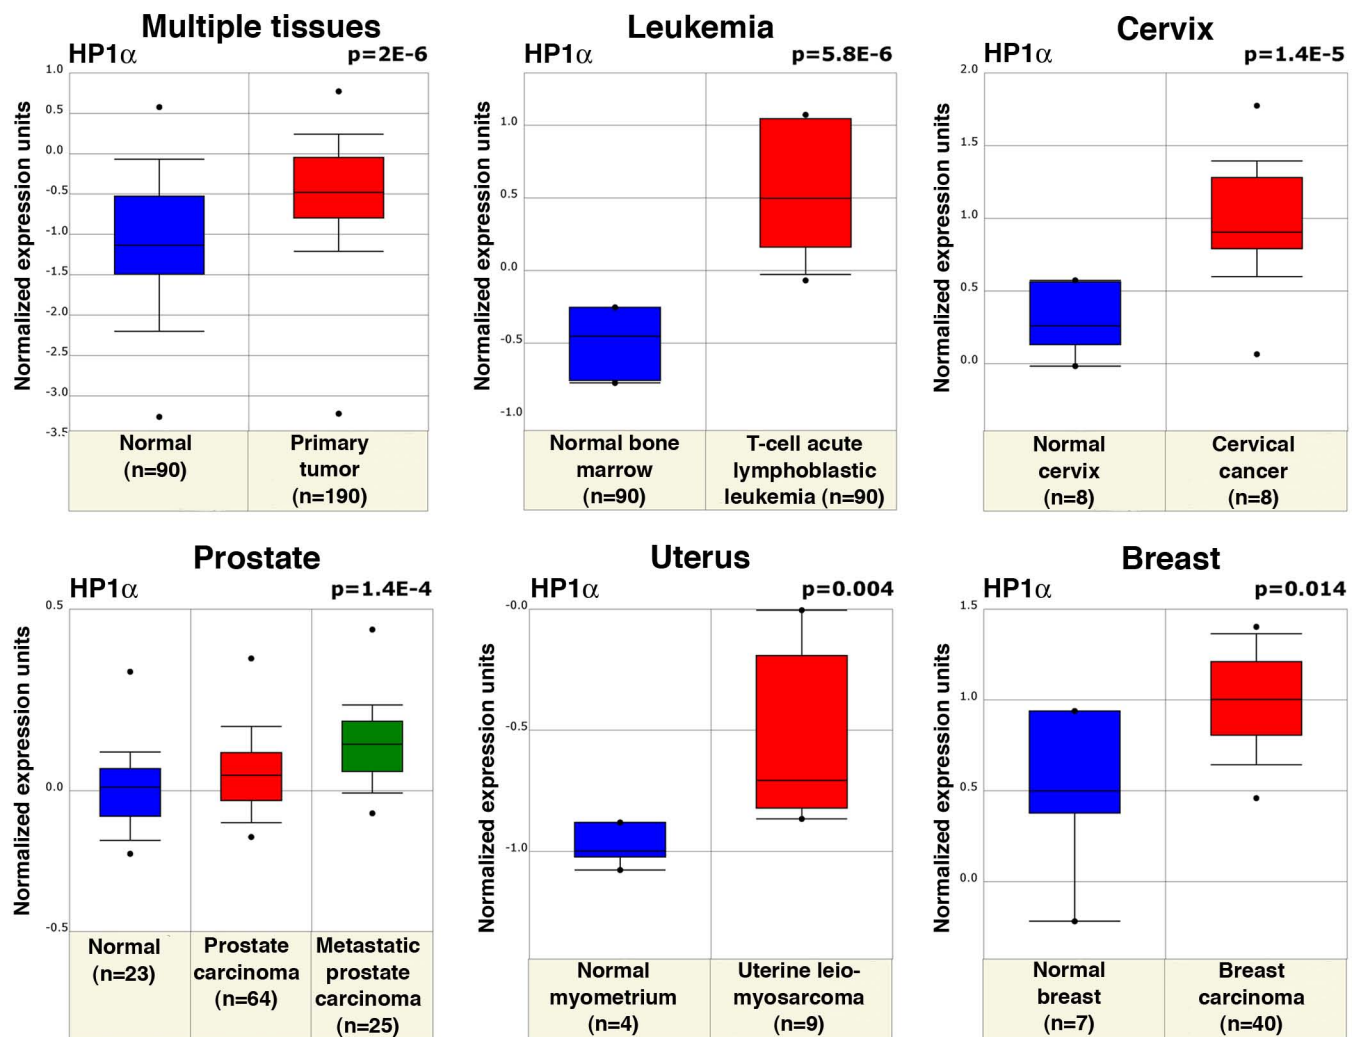 Multiple tissues
HP1α p=2E-6
Normalized expression units
1.0
0.5
0.0
-0.5
-1.0
-1.5
-2.0
-2.5
-3.0
-3.5
Normal
(n=90)
Primary
tumor
(n=190)
Leukemia
HP1α p=5.8E-6
Normalized expression units
1.0
0.5
0.0
-0.5
-1.0
Normal bone
marrow
(n=90)
T-cell acute
lymphoblastic
leukemia (n=90)
Cervix
HP1α p=1.4E-5
Normalized expression units
2.0
1.5
1.0
0.5
0.0
Normal
cervix
(n=8)
Cervical
cancer
(n=8)
Prostate
HP1α p=1.4E-4
Normalized expression units
0.5
0.0
-0.5
Normal
(n=23)
Prostate
carcinoma
(n=64)
Metastatic
prostate
carcinoma
(n=25)
Uterus
HP1α p=0.004
Normalized expression units
-0.0
-0.5
-1.0
Normal
myometrium
(n=4)
Uterine leio-
myosarcoma
(n=9)
Breast
HP1α p=0.014
Normalized expression units
1.5
1.0
0.5
0.0
Normal
breast
(n=7)
Breast
carcinoma
(n=40)